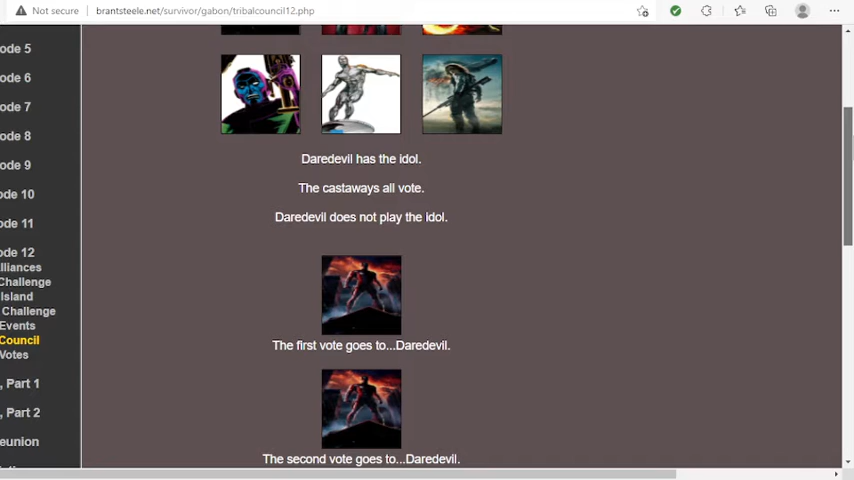 Not secure | brantsteele.net/survivor/gabon/tribalcouncil12.php
ode 5
ode 6
ode 7
ode 8
ode 9
ode 10
ode 11
ode 12
lliances
Challenge
Island
Challenge
Events
Council
Votes
, Part 1
, Part 2
eunion
Daredevil has the idol.
The castaways all vote.
Daredevil does not play the idol.
The first vote goes to...Daredevil.
The second vote goes to...Daredevil.